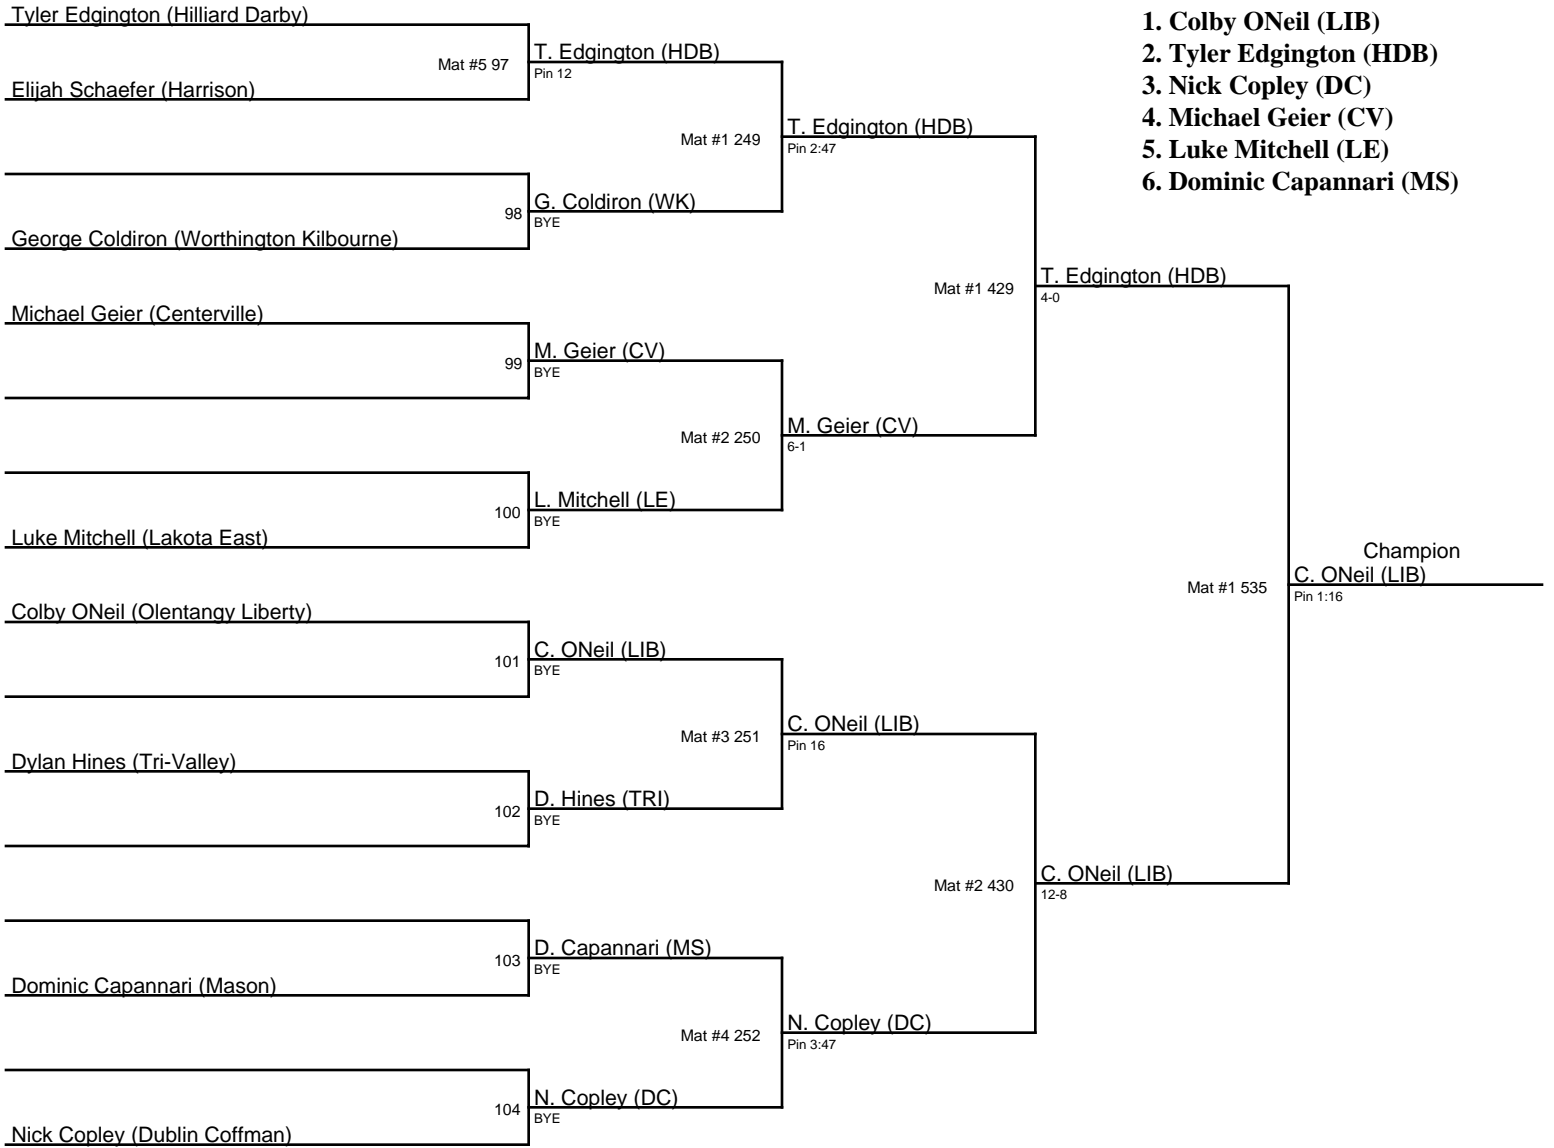 Tyler Edgington (Hilliard Darby)
Mat #5 97
Elijah Schaefer (Harrison)
98
George Coldiron (Worthington Kilbourne)
Michael Geier (Centerville)
99
100
Luke Mitchell (Lakota East)
Colby ONeil (Olentangy Liberty)
101
Dylan Hines (Tri-Valley)
102
103
Dominic Capannari (Mason)
104
Nick Copley (Dublin Coffman)
T. Edgington (HDB)
Pin 12
Mat #1 249
G. Coldiron (WK)
BYE
M. Geier (CV)
BYE
Mat #2 250
L. Mitchell (LE)
BYE
C. ONeil (LIB)
BYE
Mat #3 251
D. Hines (TRI)
BYE
D. Capannari (MS)
BYE
Mat #4 252
N. Copley (DC)
BYE
T. Edgington (HDB)
Pin 2:47
Mat #1 429
M. Geier (CV)
6-1
C. ONeil (LIB)
Pin 16
Mat #2 430
N. Copley (DC)
Pin 3:47
T. Edgington (HDB)
4-0
Mat #1 535
C. ONeil (LIB)
12-8
Champion
C. ONeil (LIB)
Pin 1:16
1. Colby ONeil (LIB)
2. Tyler Edgington (HDB)
3. Nick Copley (DC)
4. Michael Geier (CV)
5. Luke Mitchell (LE)
6. Dominic Capannari (MS)